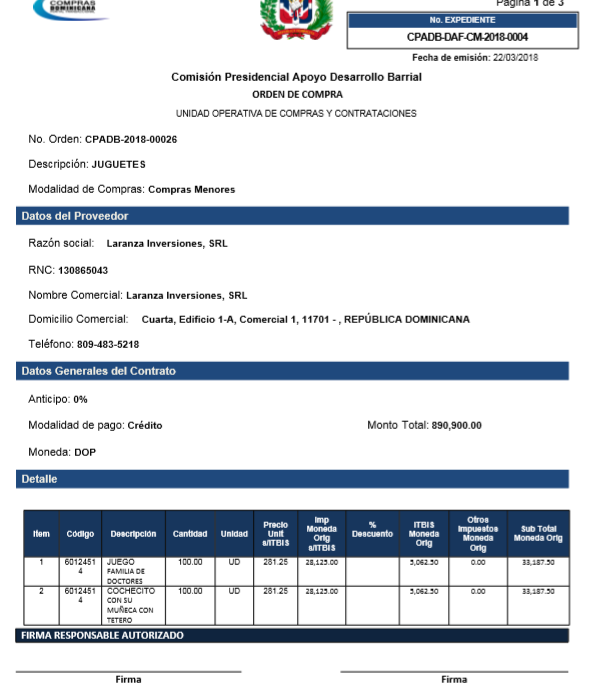 COMPRAS
DOMINICANA
Página 1 de 3
No. EXPEDIENTE
CPADB-DAF-CM-2018-0004
Fecha de emisión: 22/03/2018
Comisión Presidencial Apoyo Desarrollo Barrial
ORDEN DE COMPRA
UNIDAD OPERATIVA DE COMPRAS Y CONTRATACIONES
No. Orden: CPADB-2018-00026
Descripción: JUGUETES
Modalidad de Compras: Compras Menores
Datos del Proveedor
Razón social: Laranza Inversiones, SRL
RNC: 130865043
Nombre Comercial: Laranza Inversiones, SRL
Domicilio Comercial: Cuarta, Edificio 1-A, Comercial 1, 11701 - , REPÚBLICA DOMINICANA
Teléfono: 809-483-5218
Datos Generales del Contrato
Anticipo: 0%
Modalidad de pago: Crédito Monto Total: 890,900.00
Moneda: DOP
Detalle
Item Código Descripción Cantidad Unidad Precio Unit s/ITBIS Imp Moneda Orig s/ITBIS % Descuento ITBIS Moneda Orig Otros Impuestos Moneda Orig Sub Total Moneda Orig
1 60124514 JUEGO 100.00 UD 281.25 28,125.00 5,062.50 0.00 33,187.50
FAMILIA DE
DOCTORES
2 60124514 COCHECITO 100.00 UD 281.25 28,125.00 5,062.50 0.00 33,187.50
CON SU
MUÑECA CON
TETERO
FIRMA RESPONSABLE AUTORIZADO
Firma Firma